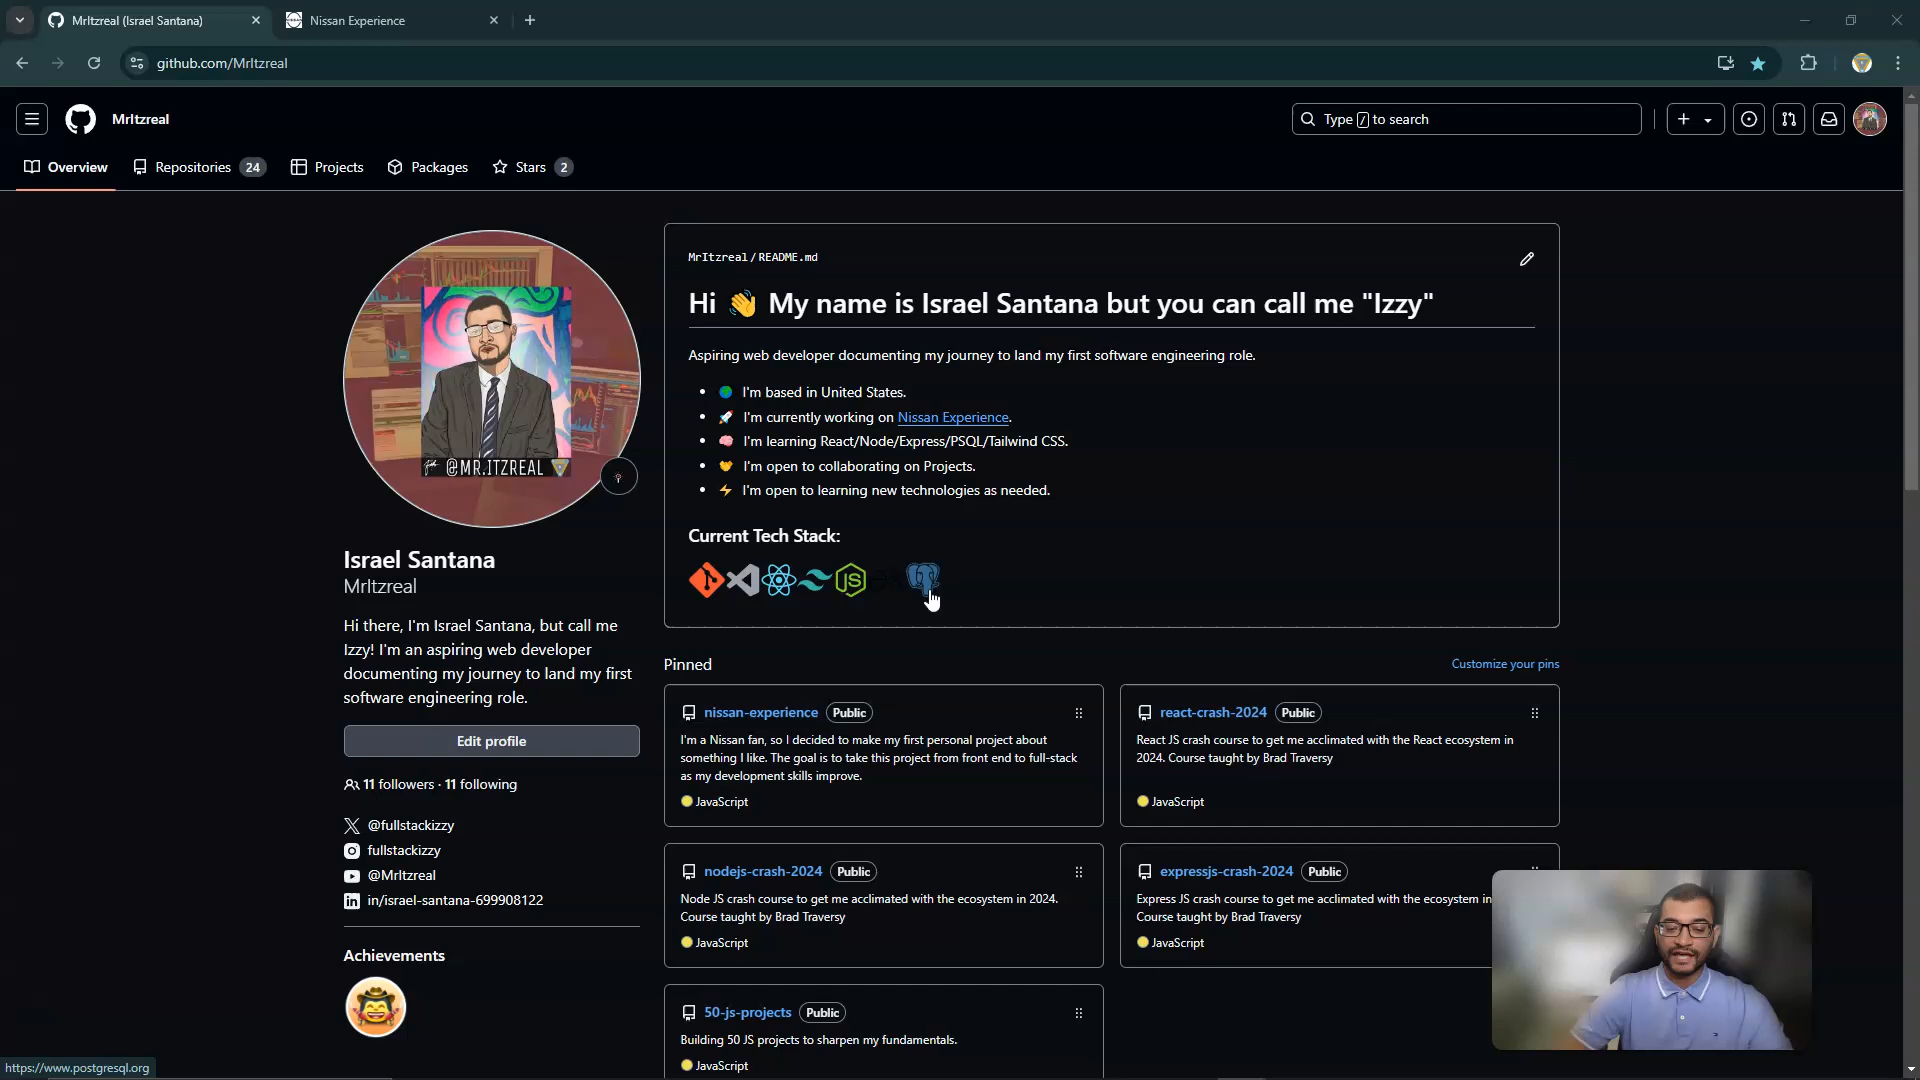 MrItzreal (Israel Santana)
Nissan Experience
github.com/MrItzreal
MrItzreal
Type / to search
Overview
Repositories 24
Projects
Packages
Stars 2
MrItzreal / README.md
Hi 👋 My name is Israel Santana but you can call me "Izzy"
Aspiring web developer documenting my journey to land my first software engineering role.
• 🌍 I'm based in United States.
• 🚀 I'm currently working on Nissan Experience.
• 🧠 I'm learning React/Node/Express/PSQL/Tailwind CSS.
• 🤝 I'm open to collaborating on Projects.
• ⚡ I'm open to learning new technologies as needed.
Current Tech Stack:
JS
@MR.ITZREAL
Israel Santana
MrItzreal
Hi there, I'm Israel Santana, but call me
Izzy! I'm an aspiring web developer
documenting my journey to land my first
software engineering role.
Edit profile
11 followers · 11 following
@fullstackizzy
fullstackizzy
@MrItzreal
in/israel-santana-699908122
Achievements
Pinned
Customize your pins
nissan-experience Public
I'm a Nissan fan, so I decided to make my first personal project about
something I like. The goal is to take this project from front end to full-stack
as my development skills improve.
JavaScript
react-crash-2024 Public
React JS crash course to get me acclimated with the React ecosystem in
2024. Course taught by Brad Traversy
JavaScript
nodejs-crash-2024 Public
Node JS crash course to get me acclimated with the ecosystem in 2024.
Course taught by Brad Traversy
JavaScript
expressjs-crash-2024 Public
Express JS crash course to get me acclimated with the ecosystem in
Course taught by Brad Traversy
JavaScript
50-js-projects Public
Building 50 JS projects to sharpen my fundamentals.
JavaScript
https://www.postgresql.org